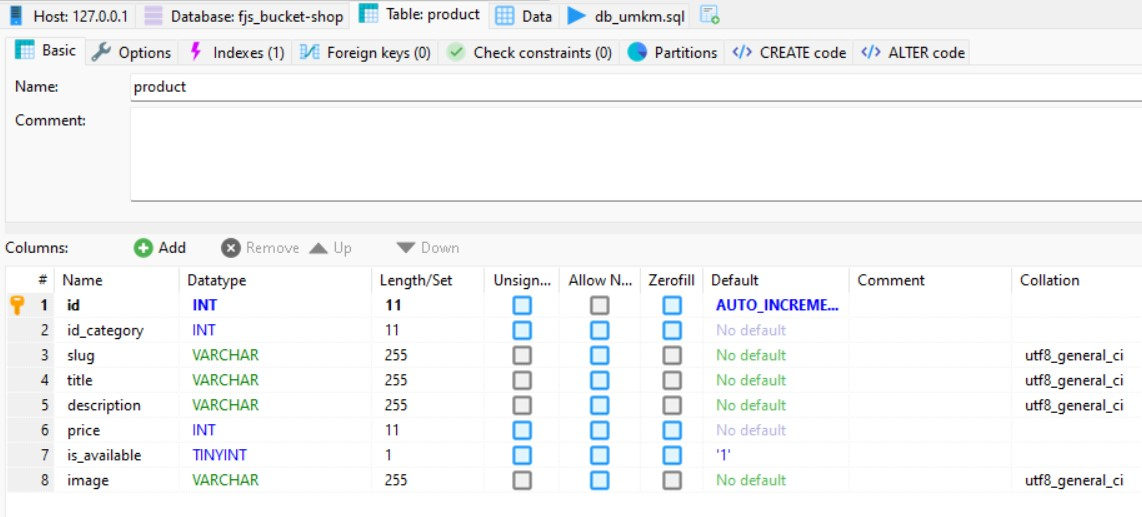 Host: 127.0.0.1 Database: fjs_bucket-shop Table: product Data db_umkm.sql
Basic Options Indexes (1) Foreign keys (0) Check constraints (0) Partitions CREATE code ALTER code
Name: product
Comment:
Columns: Add Remove Up Down
# Name Datatype Length/Set Unsign... Allow N... Zerofill Default Comment Collation
1 id INT 11 AUTO_INCREME...
2 id_category INT 11 No default
3 slug VARCHAR 255 No default utf8_general_ci
4 title VARCHAR 255 No default utf8_general_ci
5 description VARCHAR 255 No default utf8_general_ci
6 price INT 11 No default
7 is_available TINYINT 1 '1'
8 image VARCHAR 255 No default utf8_general_ci